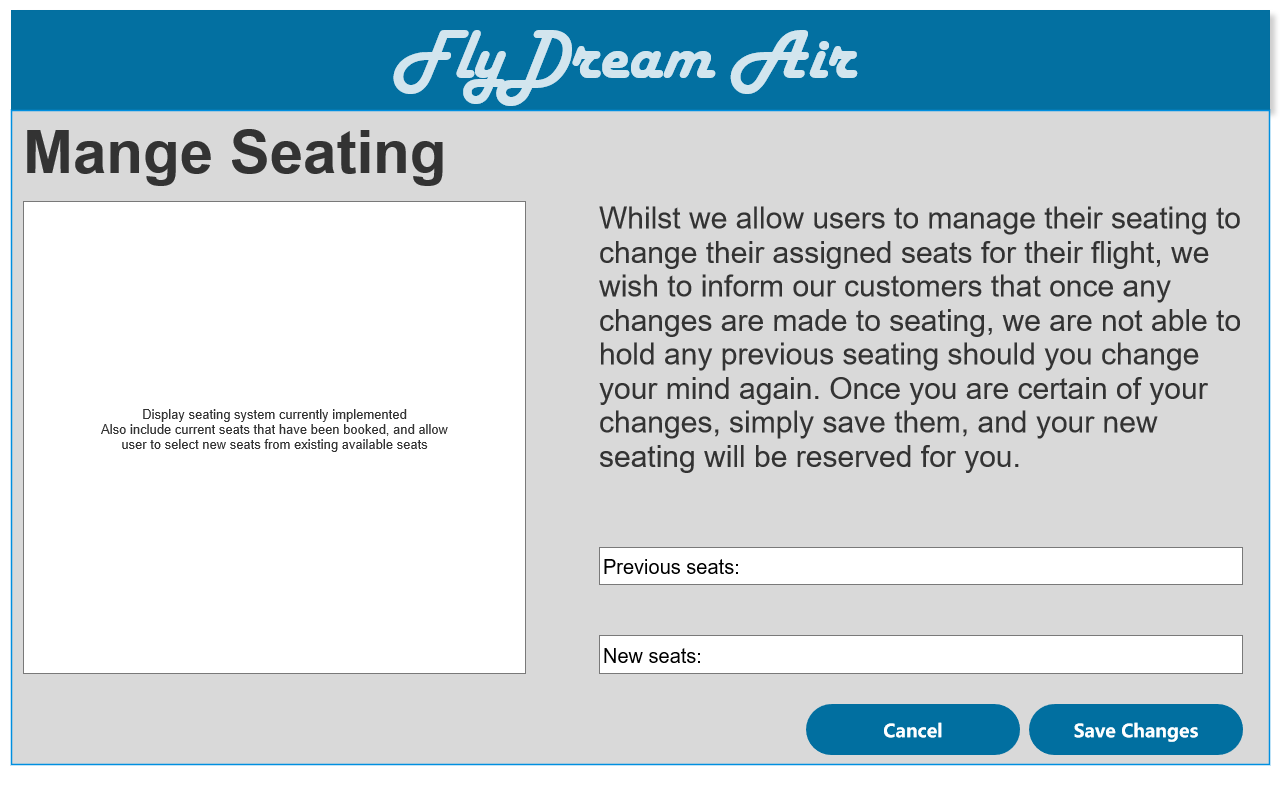 FlyDream Air
Mange Seating
Whilst we allow users to manage their seating to
change their assigned seats for their flight, we
wish to inform our customers that once any
changes are made to seating, we are not able to
hold any previous seating should you change
your mind again. Once you are certain of your
changes, simply save them, and your new
seating will be reserved for you.
Display seating system currently implemented
Also include current seats that have been booked, and allow
user to select new seats from existing available seats
Previous seats:
New seats:
Cancel
Save Changes